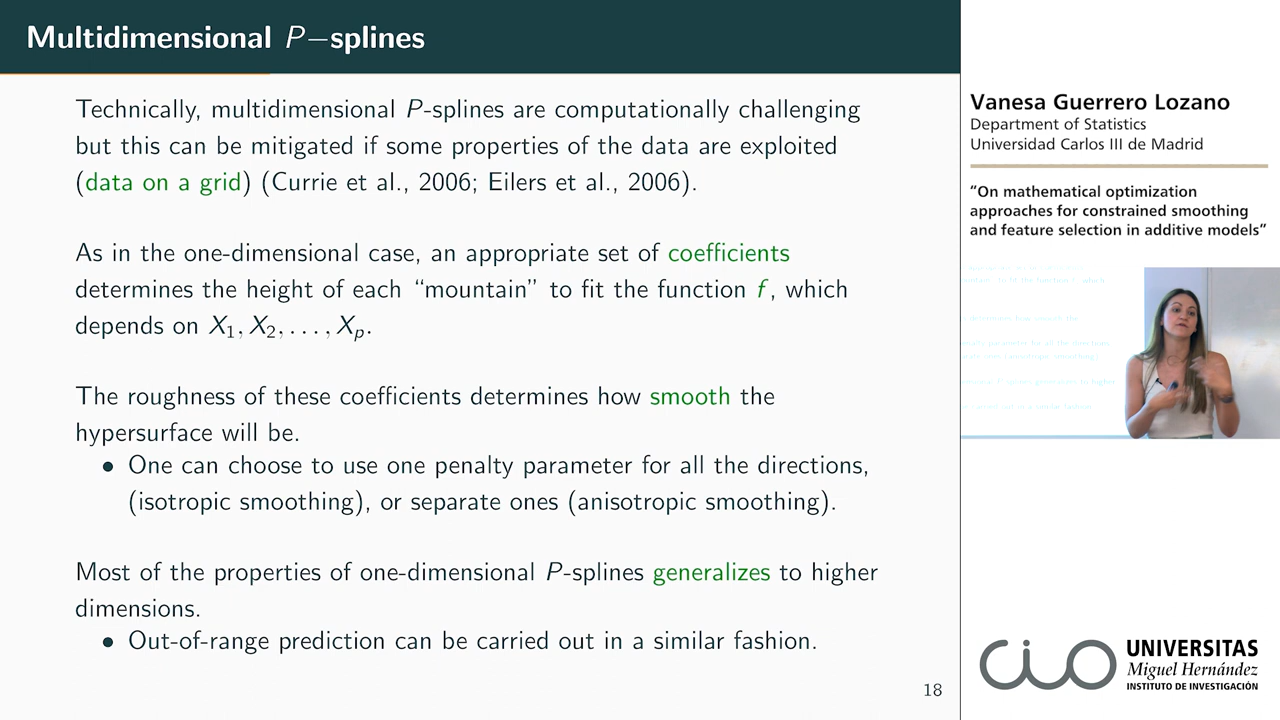 Multidimensional P−splines
Technically, multidimensional P-splines are computationally challenging
but this can be mitigated if some properties of the data are exploited
(data on a grid) (Currie et al., 2006; Eilers et al., 2006).
As in the one-dimensional case, an appropriate set of coefficients
determines the height of each “mountain” to fit the function f, which
depends on X₁, X₂, . . . , Xₚ.
The roughness of these coefficients determines how smooth the
hypersurface will be.
• One can choose to use one penalty parameter for all the directions,
(isotropic smoothing), or separate ones (anisotropic smoothing).
Most of the properties of one-dimensional P-splines generalizes to higher
dimensions.
• Out-of-range prediction can be carried out in a similar fashion.
18
Vanesa Guerrero Lozano
Department of Statistics
Universidad Carlos III de Madrid
“On mathematical optimization
approaches for constrained smoothing
and feature selection in additive models”
CIO
UNIVERSITAS
Miguel Hernández
INSTITUTO DE INVESTIGACIÓN